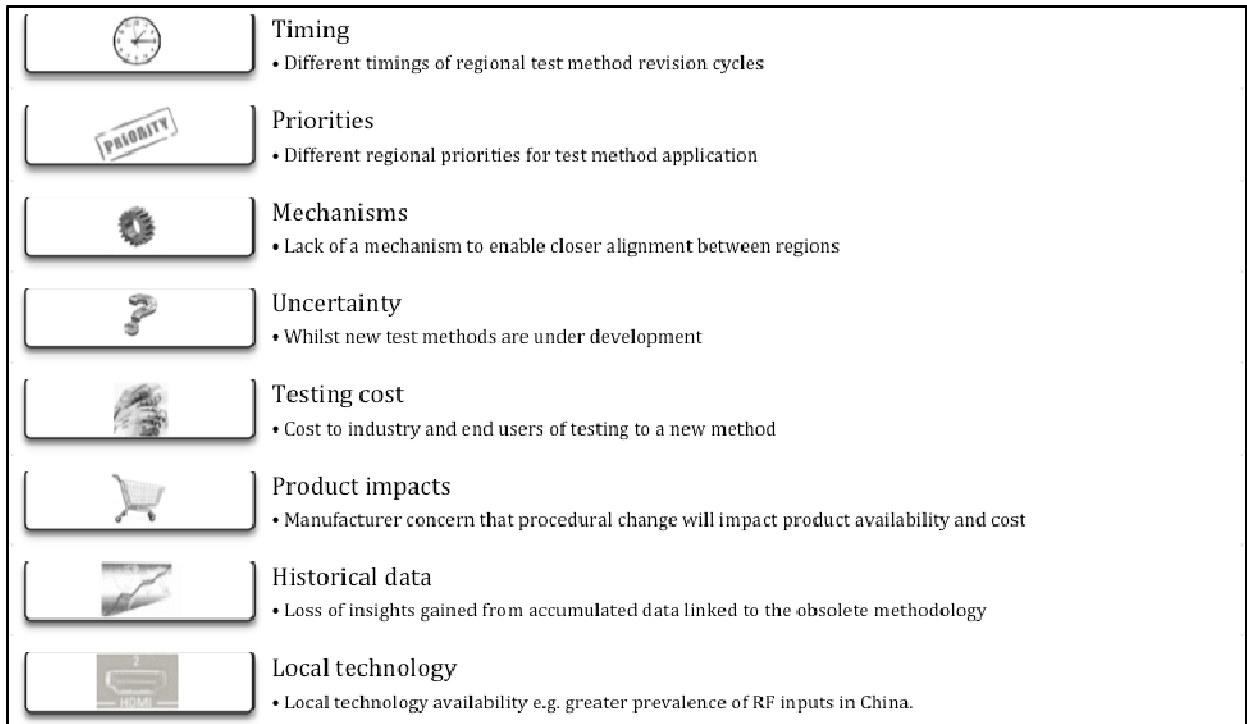 Timing
• Different timings of regional test method revision cycles
PRIORITY
Priorities
• Different regional priorities for test method application
Mechanisms
• Lack of a mechanism to enable closer alignment between regions
?
Uncertainty
• Whilst new test methods are under development
Testing cost
• Cost to industry and end users of testing to a new method
Product impacts
• Manufacturer concern that procedural change will impact product availability and cost
Historical data
• Loss of insights gained from accumulated data linked to the obsolete methodology
2
HDMI
Local technology
• Local technology availability e.g. greater prevalence of RF inputs in China.